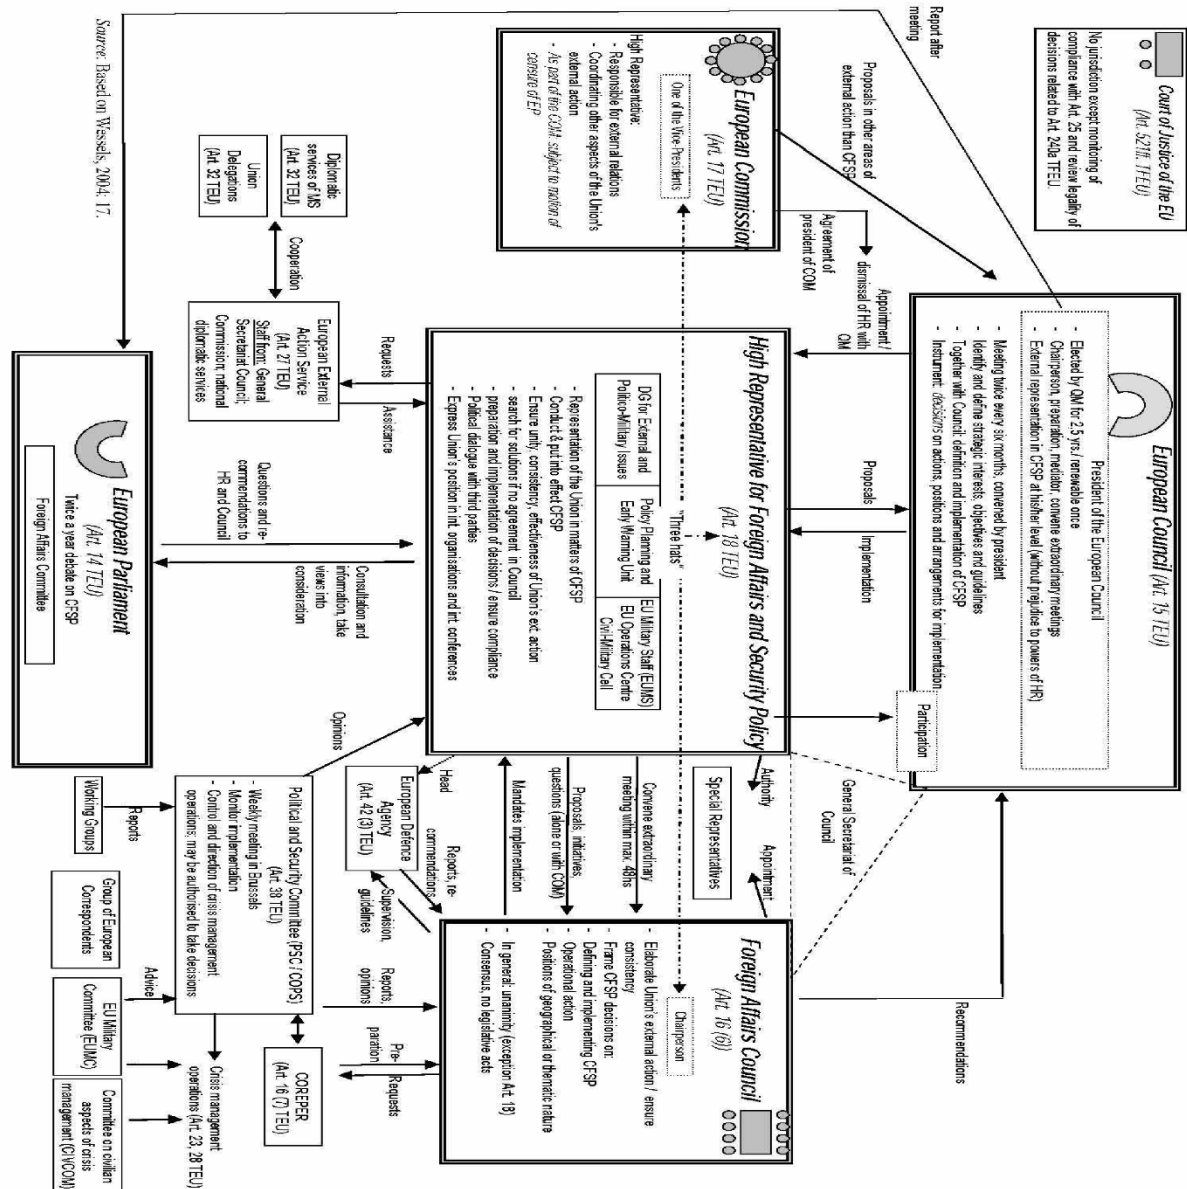 Court of Justice of the EU
(Art. 5/21ff. TFEU)
No jurisdiction except monitoring of
compliance with Art. 25 and review legality of
decisions related to Art. 240a TFEU.
European Council (Art. 15 TEU)
President of the European Council
- Elected by QM for 2,5 yrs./ renewable once
- Chairperson, preparation, mediator, convene extraordinary meetings
- External representation in CFSP at his/her level (without prejudice to powers of HR)
- Meeting twice every six months, convened by president
- Identify and define strategic interests, objectives and guidelines
- Together with Council: definition and implementation of CFSP
- Instrument: decisions on actions, positions and arrangements for implementation
Participation
Report after
meeting
Proposals in other areas of
external action than CFSP
Appointment /
dismissal of HR with
QM
Agreement of
president of COM
Proposals
Implementation
General Secretariat of
Council
Recommendations
European Commission
(Art. 17 TEU)
One of the Vice-Presidents
High Representative:
- Responsible for external relations
- Coordinating other aspects of the Union's
external action
- As part of the COM: subject to motion of
censure of EP
High Representative for Foreign Affairs and Security Policy
(Art. 18 TEU)
"Three hats"
DG for External and
Politico-Military Issues
Policy Planning and
Early Warning Unit
EU Military Staff (EUMS)
EU Operations Centre
Civil-Military Cell
- Representation of the Union in matters of CFSP
- Conduct & put into effect CFSP
- Ensure unity, consistency, effectiveness of Union's ext. action
- search for solutions if no agreement in Council
- preparation and implementation of decisions / ensure compliance
- Political dialogue with third parties
- Express Union's position in int. organisations and int. conferences
Authority
Appointment
Special Representatives
Convene extraordinary
meeting within max. 48hs
Proposals, initiatives,
questions (alone or with COM)
Mandates implementation
Foreign Affairs Council
(Art. 16 (6))
Chairperson
- Elaborate Union's external action / ensure
consistency
- Frame CFSP decisions on:
- Defining and implementing CFSP
- Operational action
- Positions of geographical or thematic nature
- In general: unanimity (exception Art. 18)
- Consensus, no legislative acts
Head
European Defence
Agency
(Art. 42 (3) TEU)
Reports, re-
commendations
Supervision,
guidelines
Requests
Assistance
European External
Action Service
(Art. 27 TEU)
Staff from: General
Secretariat Council;
Commission; national
diplomatic services
Cooperation
Diplomatic
services of MS
(Art. 32 TEU)
Union
Delegations
(Art. 32 TEU)
Questions and re-
commendations to
HR and Council
Consultation and
information, take
views into
consideration
Opinions
Reports,
opinions
Pre-
paration
Requests
Political and Security Committee (PSC / COPS)
(Art. 38 TEU)
- Weekly meeting in Brussels
- Monitor implementation
- Control and direction of crisis management
operations; may be authorised to take decisions
COREPER
(Art. 16 (7) TEU)
European Parliament
(Art. 14 TEU)
Twice a year debate on CFSP
Foreign Affairs Committee
Reports
Working Groups
Group of European
Correspondents
Advice
EU Military
Committee (EUMC)
Crisis management
operations (Art. 23, 28 TEU)
Committee on civilian
aspects of crisis
management (CIVCOM)
Source: Based on Wessels, 2004: 17.